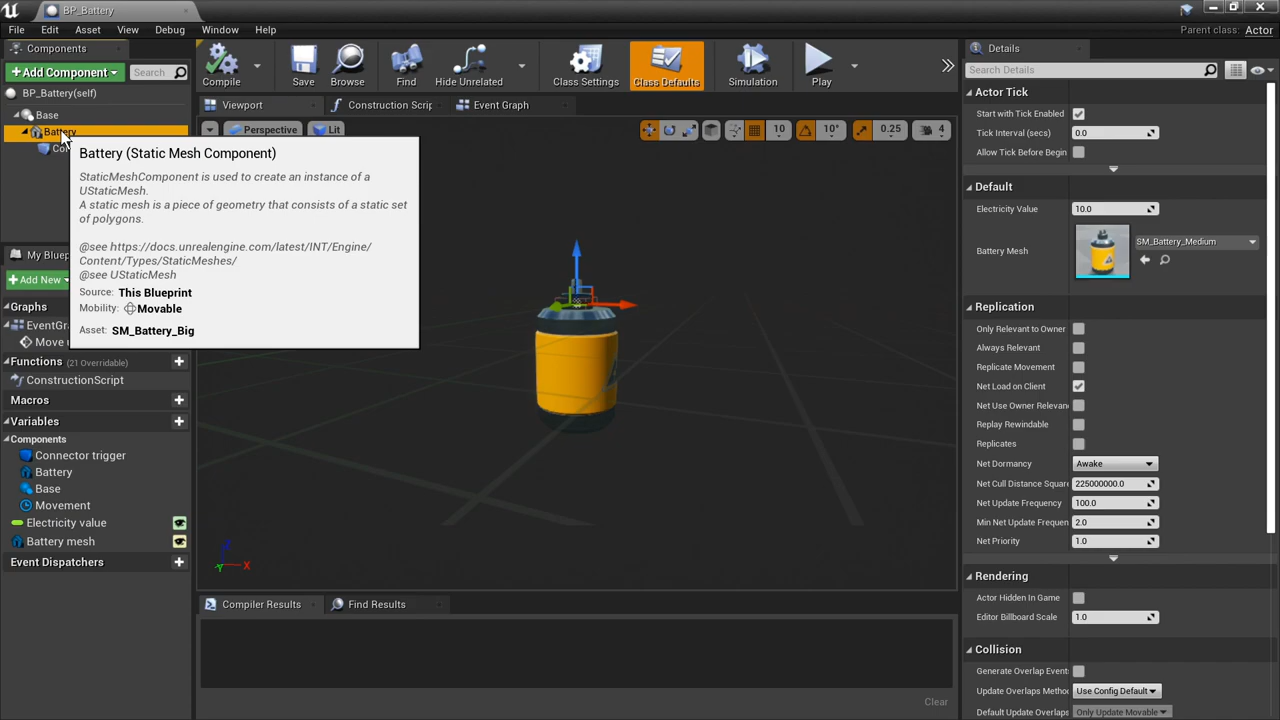 BP_Battery
File Edit Asset View Debug Window Help
Parent class: Actor
Components
+Add Component
Search
BP_Battery(self)
Base
Battery
Compile
Save
Browse
Find
Hide Unrelated
Class Settings
Class Defaults
Simulation
Play
Viewport
Construction Scrip
Event Graph
Perspective
Lit
10
10°
0.25
4
Battery (Static Mesh Component)
StaticMeshComponent is used to create an instance of a
UStaticMesh.
A static mesh is a piece of geometry that consists of a static set
of polygons.
@see https://docs.unrealengine.com/latest/INT/Engine/
Content/Types/StaticMeshes/
@see UStaticMesh
Source: This Blueprint
Mobility: Movable
Asset: SM_Battery_Big
My Bluep
+Add New
Graphs
EventGra
Move u
Functions (21 Overridable)
ConstructionScript
Macros
Variables
Components
Connector trigger
Battery
Base
Movement
Electricity value
Battery mesh
Event Dispatchers
Z
X
Y
Compiler Results
Find Results
Clear
Details
Search Details
Actor Tick
Start with Tick Enabled
Tick Interval (secs) 0.0
Allow Tick Before Begin
Default
Electricity Value 10.0
Battery Mesh SM_Battery_Medium
Replication
Only Relevant to Owner
Always Relevant
Replicate Movement
Net Load on Client
Net Use Owner Relevan
Replay Rewindable
Replicates
Net Dormancy Awake
Net Cull Distance Square 225000000.0
Net Update Frequency 100.0
Min Net Update Frequen 2.0
Net Priority 1.0
Rendering
Actor Hidden In Game
Editor Billboard Scale 1.0
Collision
Generate Overlap Events
Update Overlaps Metho Use Config Default
Default Update Overlaps Only Update Movable